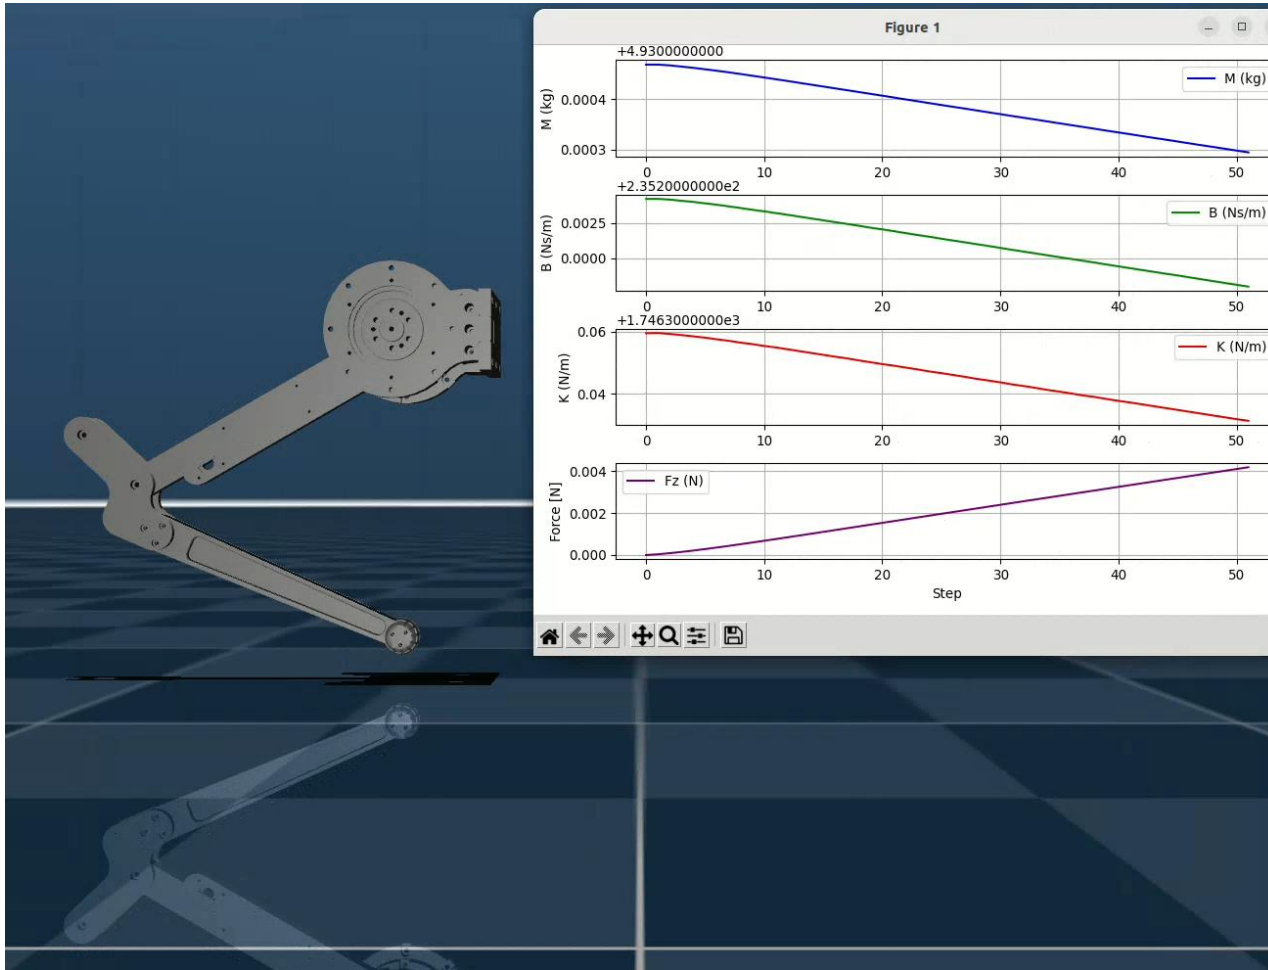 Figure 1
+4.9300000000
M (kg)
0.0004
0.0003
M (kg)
0 10 20 30 40 50
+2.3520000000e2
B (Ns/m)
0.0025
0.0000
B (Ns/m)
0 10 20 30 40 50
+1.7463000000e3
K (N/m)
0.06
0.04
K (N/m)
0 10 20 30 40 50
Fz (N)
0.004
0.002
0.000
Force [N]
0 10 20 30 40 50
Step